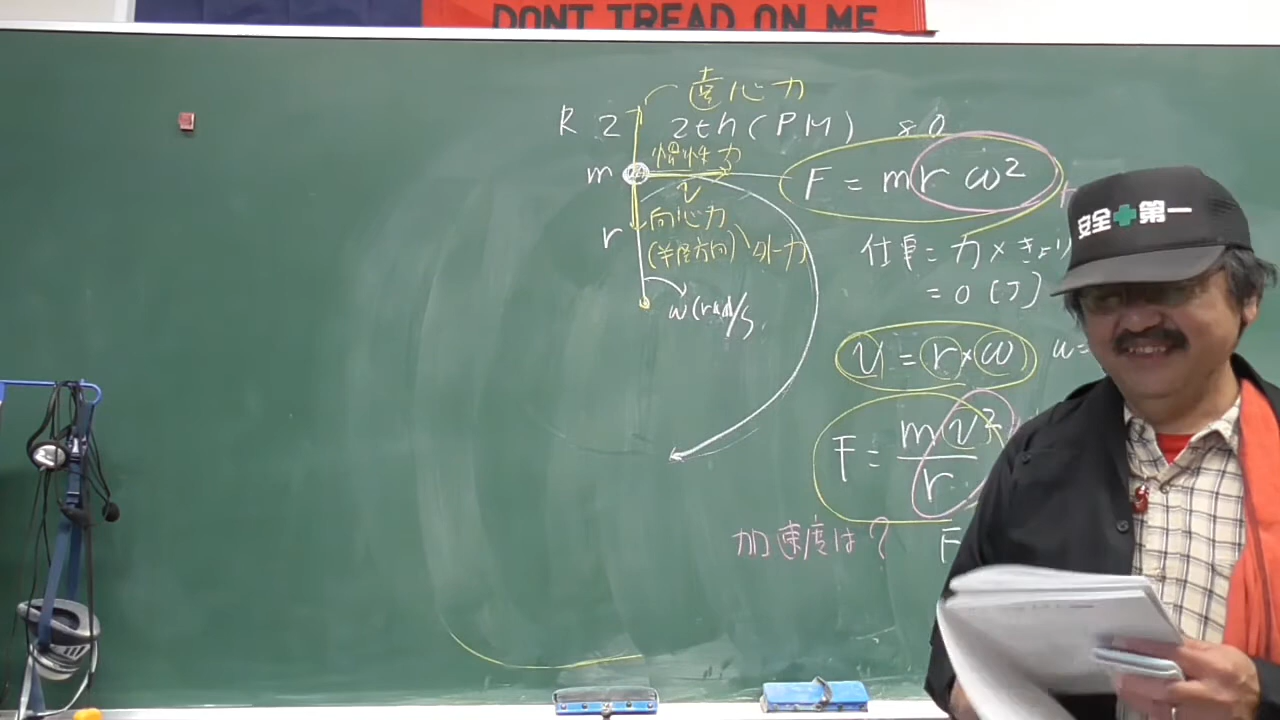 DONT TREAD ON ME
遠心力
R 2 2th (PM) 80
慣性力
m
F = mrω²
v
向心力
r
(半径方向) 外力
仕事 = 力 × きょり
= 0 [J]
ω (rad/s
v = r × ω
F = mv²/r
加速度は?
F
安全 第一